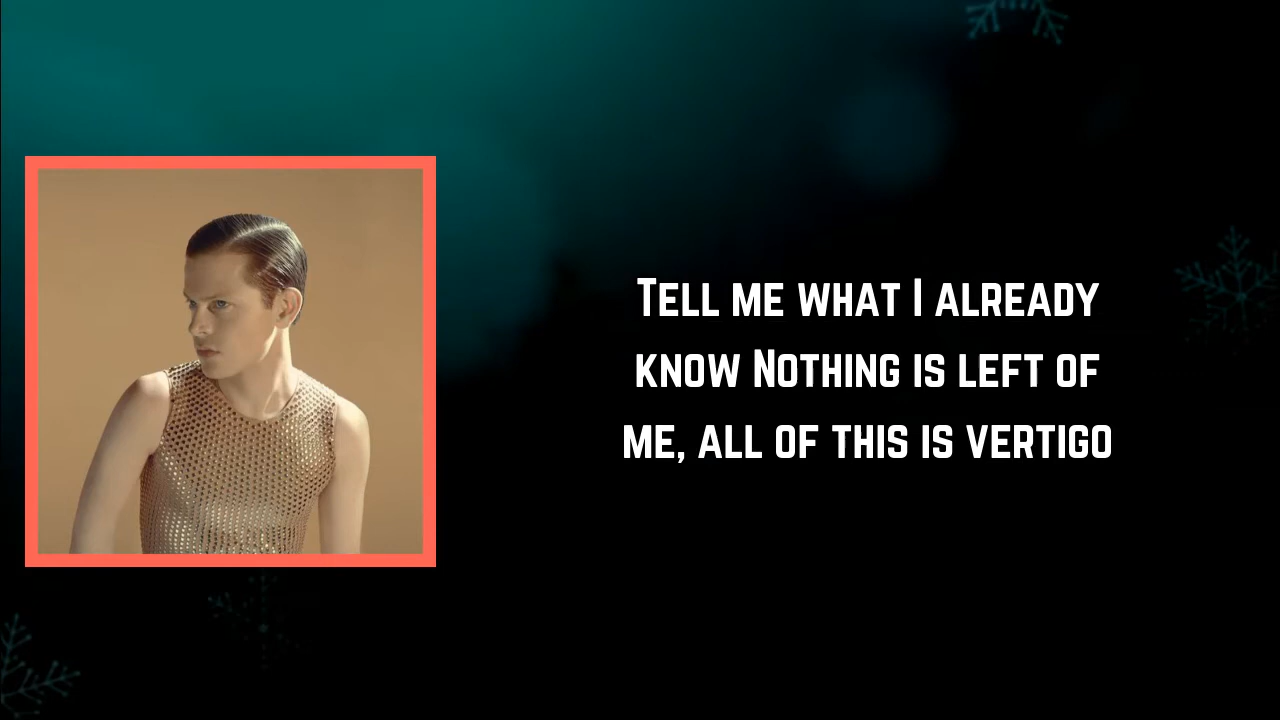 Tell me what I already
know Nothing is left of
me, all of this is vertigo